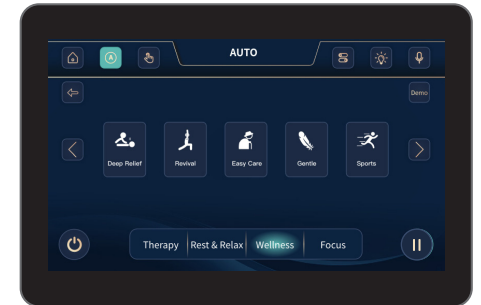 AUTO
A
Demo
Deep Relief
Revival
Easy Care
Gentle
Sports
Therapy
Rest & Relax
Wellness
Focus